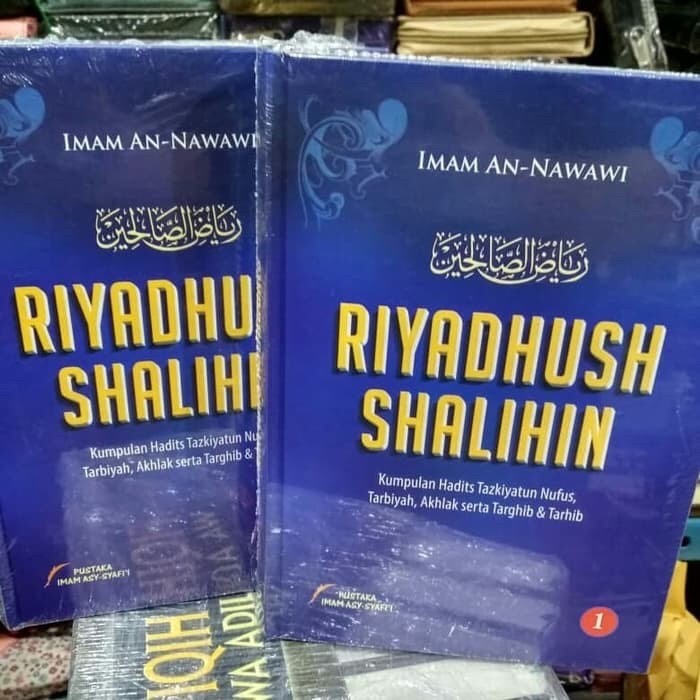 IMAM AN-NAWAWI
رياض الصالحين
RIYADHU
SHALIHI
Kumpulan Hadits Tazkiyatun Nu
Tarbiyah, Akhlak serta Targhib &
PUSTAKA
IMAM ASY-SYAFI'I
IMAM AN-NAWAWI
رياض الصالحين
RIYADHUSH
SHALIHIN
Kumpulan Hadits Tazkiyatun Nufus,
Tarbiyah, Akhlak serta Targhib & Tarhib
PUSTAKA
IMAM ASY-SYAFI'I
1